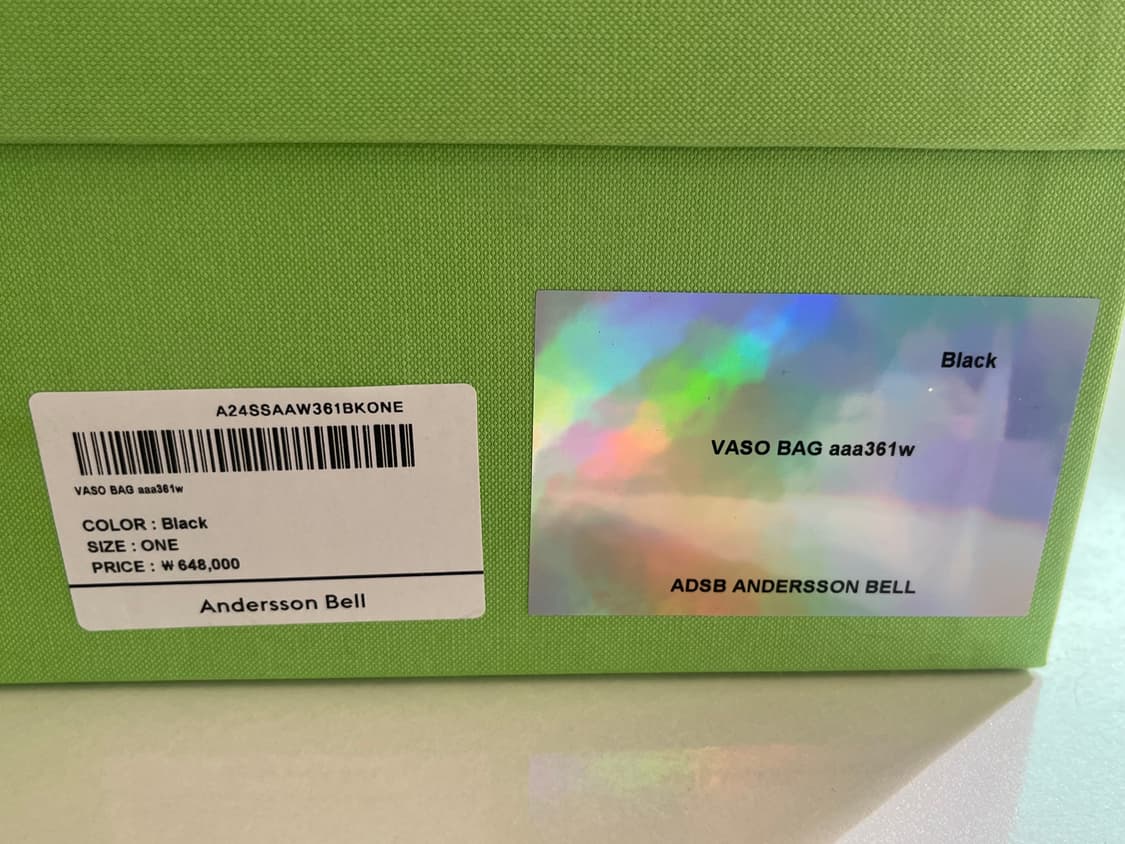 A24SSAAW361BKONE
VASO BAG aaa361w
COLOR : Black
SIZE : ONE
PRICE : ₩ 648,000
Andersson Bell
Black
VASO BAG aaa361w
ADSB ANDERSSON BELL